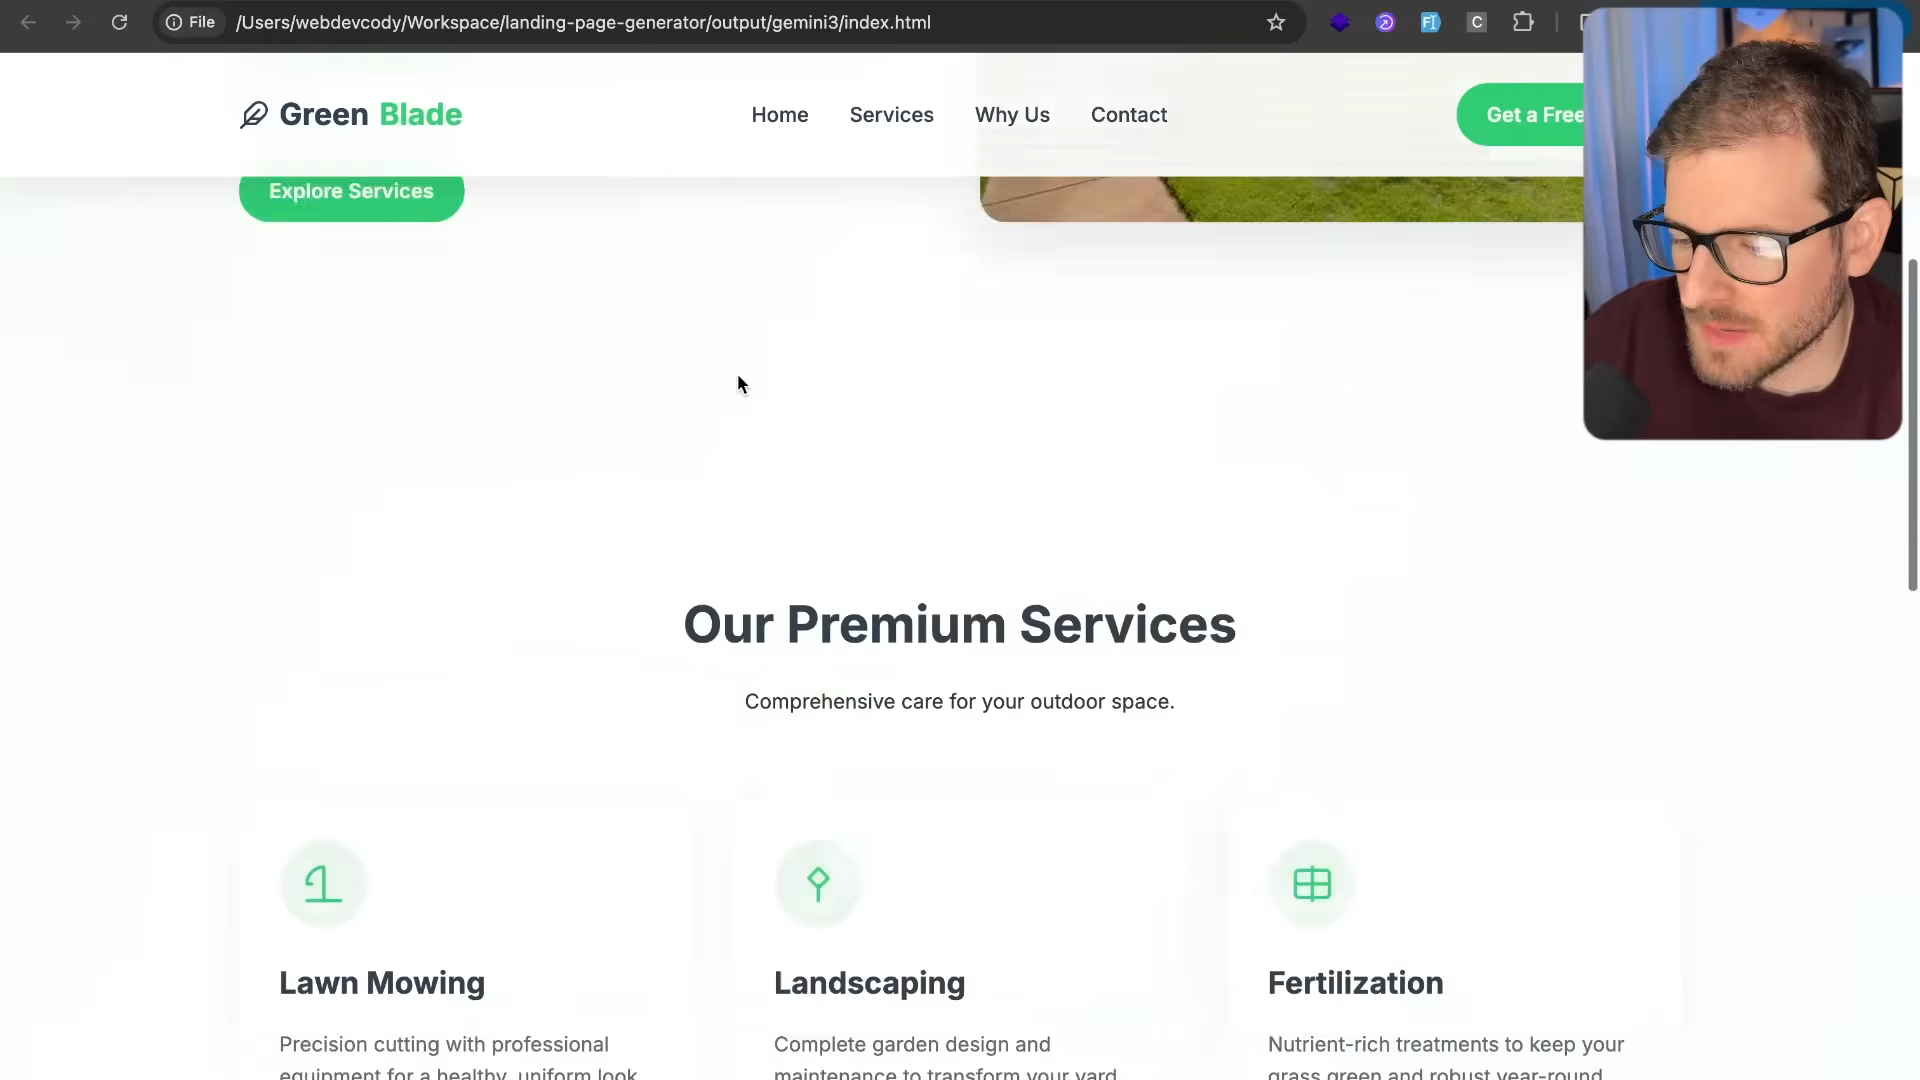 File /Users/webdevcody/Workspace/landing-page-generator/output/gemini3/index.html
Green Blade
Home Services Why Us Contact
Get a Free
Explore Services
Our Premium Services
Comprehensive care for your outdoor space.
Lawn Mowing
Precision cutting with professional
equipment for a healthy, uniform look
Landscaping
Complete garden design and
maintenance to transform your yard
Fertilization
Nutrient-rich treatments to keep your
grass green and robust year-round